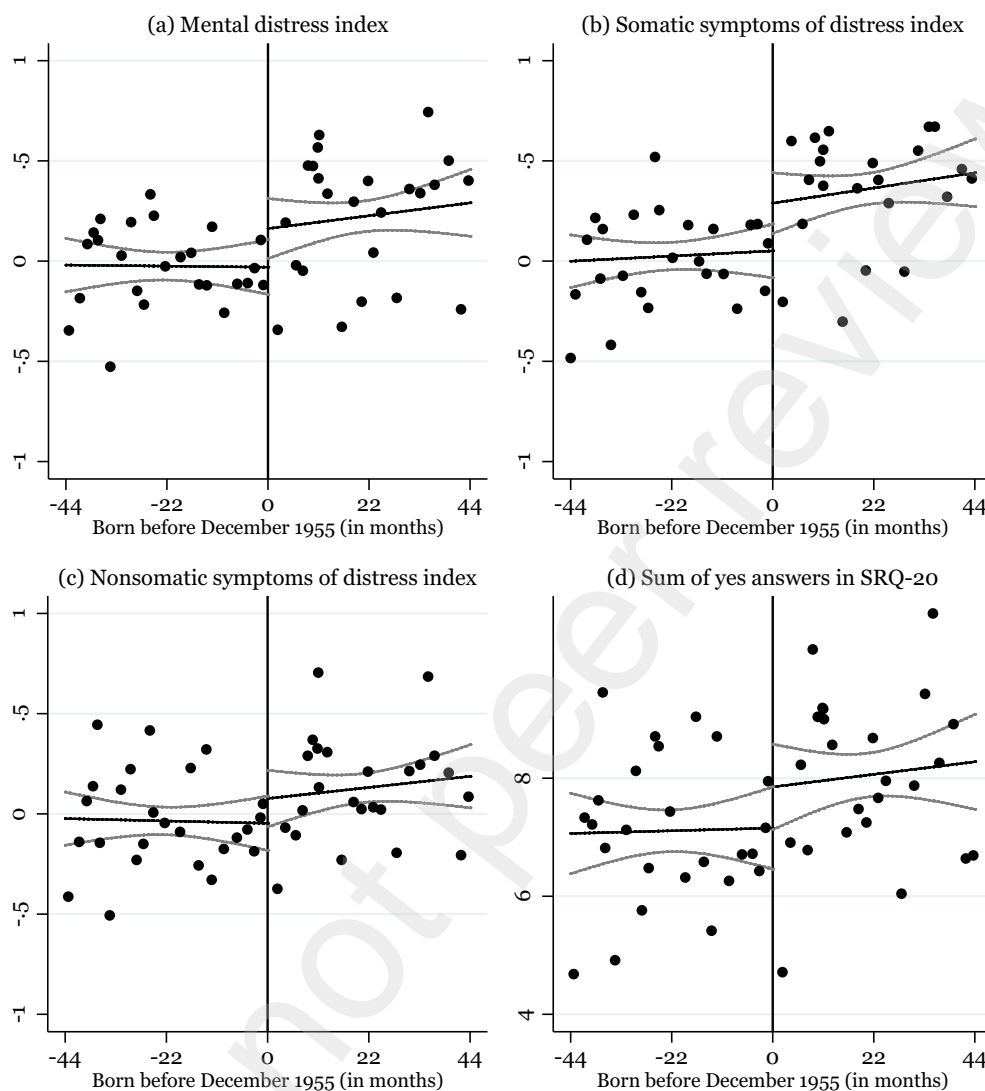 (a) Mental distress index
(b) Somatic symptoms of distress index
1
.5
0
-.5
-1
-44 -22 0 22 44
Born before December 1955 (in months)
1
.5
0
-.5
-1
-44 -22 0 22 44
Born before December 1955 (in months)
(c) Nonsomatic symptoms of distress index
(d) Sum of yes answers in SRQ-20
1
.5
0
-.5
-1
-44 -22 0 22 44
Born before December 1955 (in months)
8
6
4
-44 -22 0 22 44
Born before December 1955 (in months)
not peer review